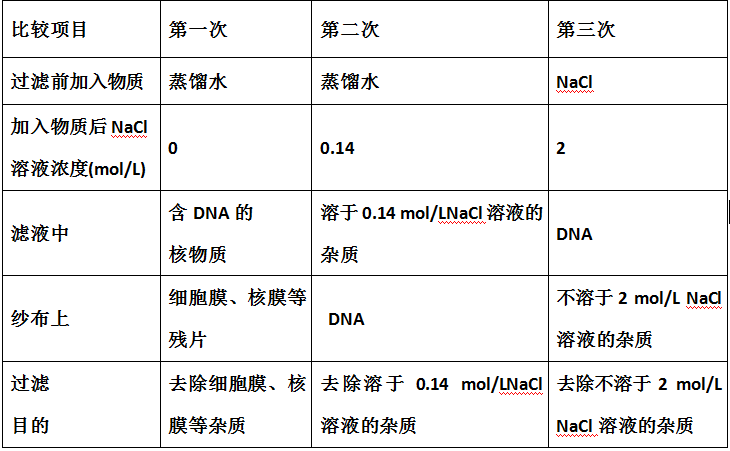 比较项目 第一次 第二次 第三次
过滤前加入物质 蒸馏水 蒸馏水 NaCl
加入物质后 NaCl
溶液浓度(mol/L)
0 0.14 2
滤液中
含 DNA 的
核物质
溶于 0.14 mol/LNaCl 溶液的
杂质
DNA
纱布上
细胞膜、核膜等
残片
DNA
不溶于 2 mol/L NaCl
溶液的杂质
过滤
目的
去除细胞膜、核
膜等杂质
去除溶于 0.14 mol/LNaCl
溶液的杂质
去除不溶于 2 mol/L
NaCl 溶液的杂质